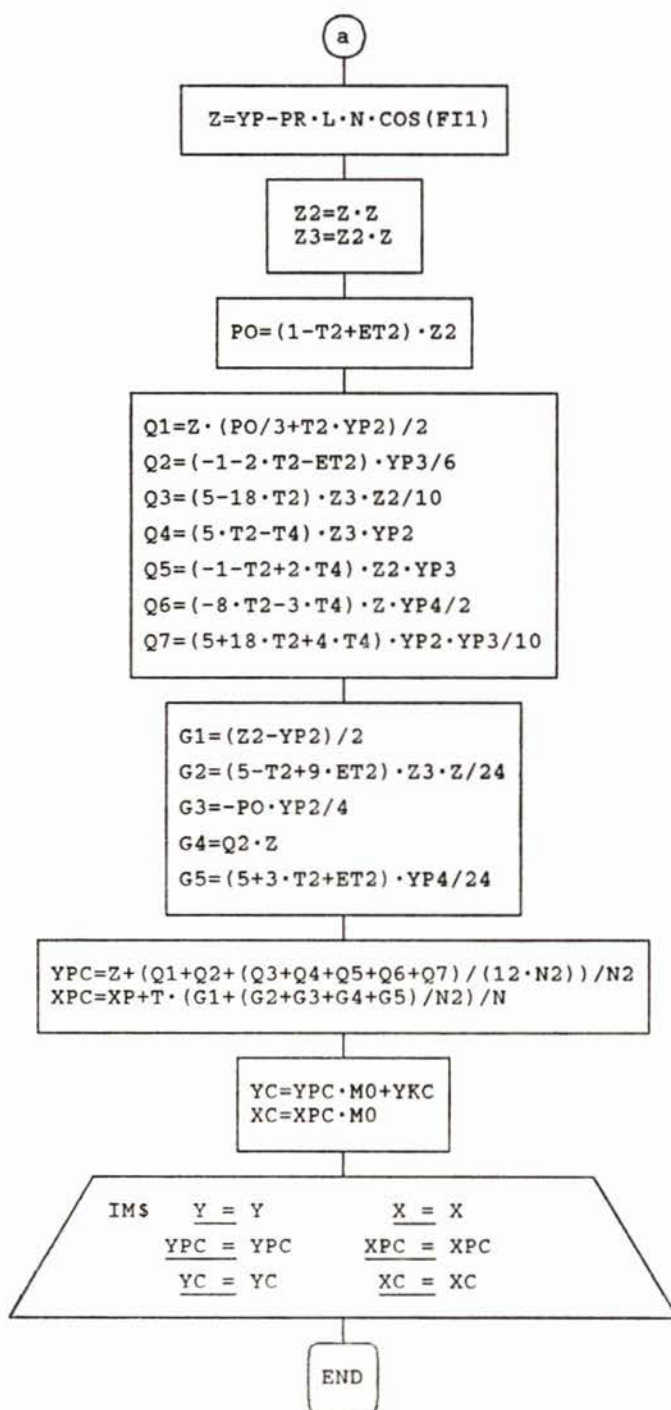 a
Z=YP-PR·L·N·COS(FI1)
Z2=Z·Z
Z3=Z2·Z
PO=(1-T2+ET2)·Z2
Q1=Z·(PO/3+T2·YP2)/2
Q2=(-1-2·T2-ET2)·YP3/6
Q3=(5-18·T2)·Z3·Z2/10
Q4=(5·T2-T4)·Z3·YP2
Q5=(-1-T2+2·T4)·Z2·YP3
Q6=(-8·T2-3·T4)·Z·YP4/2
Q7=(5+18·T2+4·T4)·YP2·YP3/10
G1=(Z2-YP2)/2
G2=(5-T2+9·ET2)·Z3·Z/24
G3=-PO·YP2/4
G4=Q2·Z
G5=(5+3·T2+ET2)·YP4/24
YPC=Z+(Q1+Q2+(Q3+Q4+Q5+Q6+Q7)/(12·N2))/N2
XPC=XP+T·(G1+(G2+G3+G4+G5)/N2)/N
YC=YPC·M0+YKC
XC=XPC·M0
IM$ Y = Y X = X
YPC = YPC XPC = XPC
YC = YC XC = XC
END